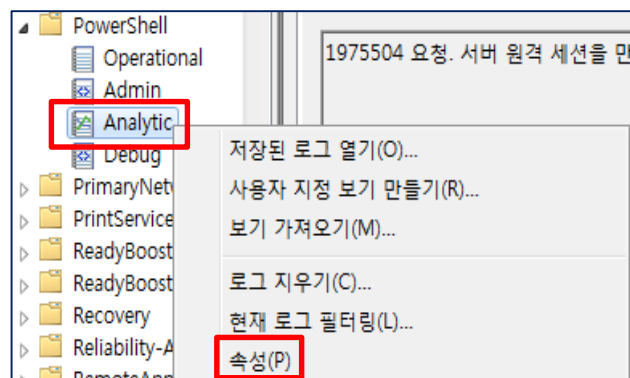 PowerShell
Operational
1975504 요청. 서버 원격 세션을 만
Admin
Analytic
Debug
저장된 로그 열기(O)...
PrimaryNet
사용자 지정 보기 만들기(R)...
PrintService
보기 가져오기(M)...
ReadyBoost
ReadyBoost
로그 지우기(C)...
Recovery
현재 로그 필터링(L)...
Reliability-A
속성(P)
RemoteApp